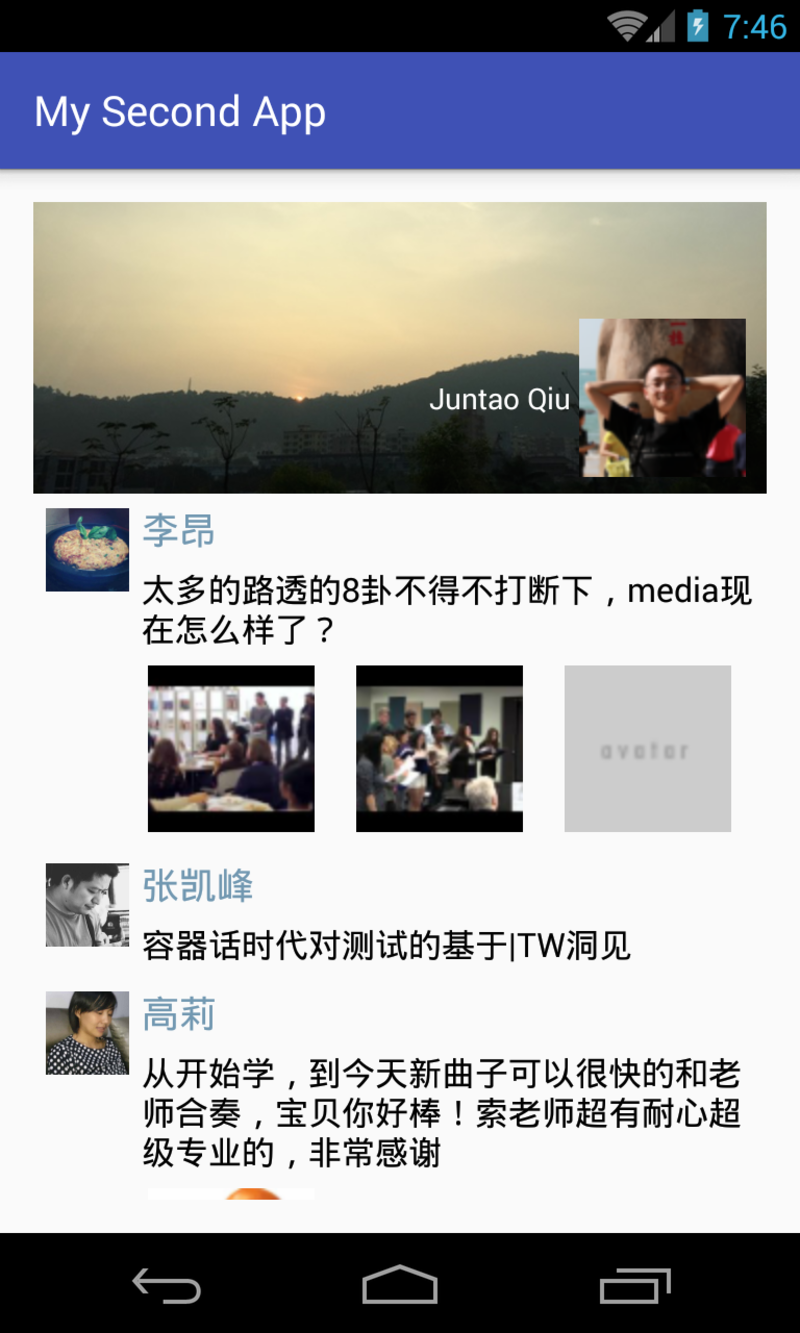 7:46
My Second App
Juntao Qiu
李昂
太多的路透的8卦不得不打断下，media现
在怎么样了？
avatar
张凯峰
容器话时代对测试的基于|TW洞见
高莉
从开始学，到今天新曲子可以很快的和老
师合奏，宝贝你好棒！索老师超有耐心超
级专业的，非常感谢